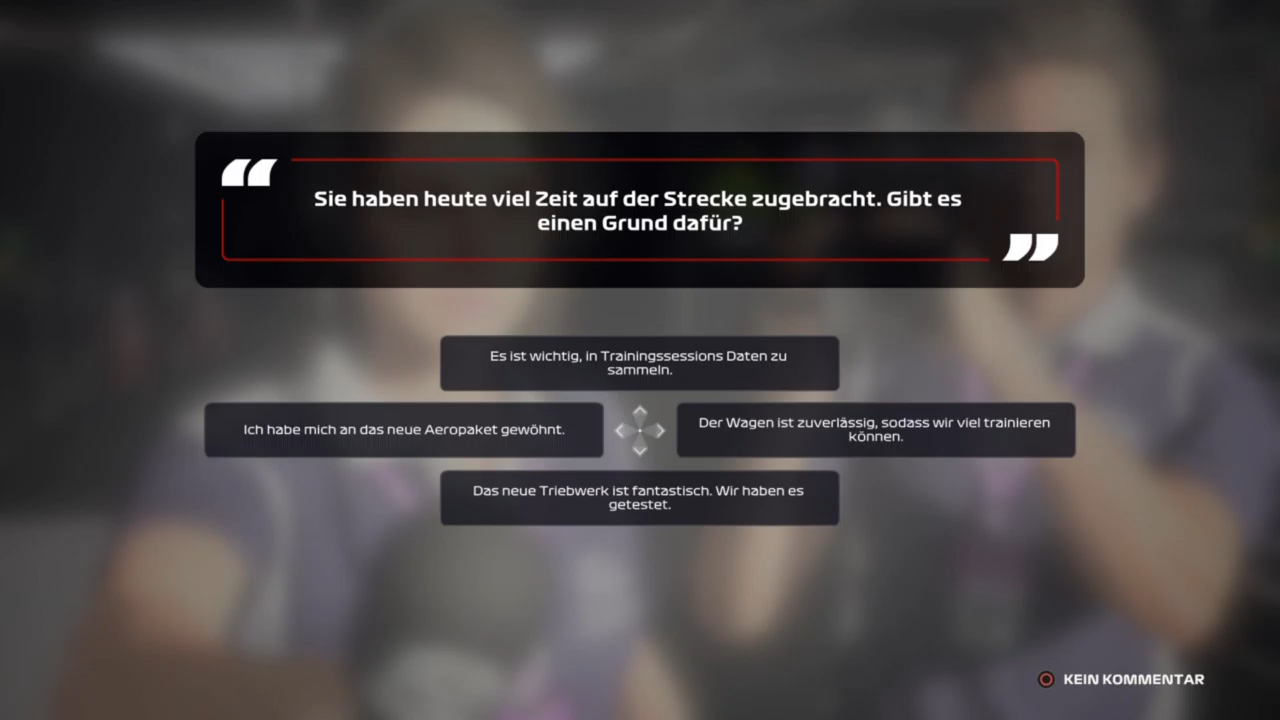 Sie haben heute viel Zeit auf der Strecke zugebracht. Gibt es
einen Grund dafür?
Es ist wichtig, in Trainingssessions Daten zu
sammeln.
Ich habe mich an das neue Aeropaket gewöhnt.
Der Wagen ist zuverlässig, sodass wir viel trainieren
können.
Das neue Triebwerk ist fantastisch. Wir haben es
getestet.
KEIN KOMMENTAR